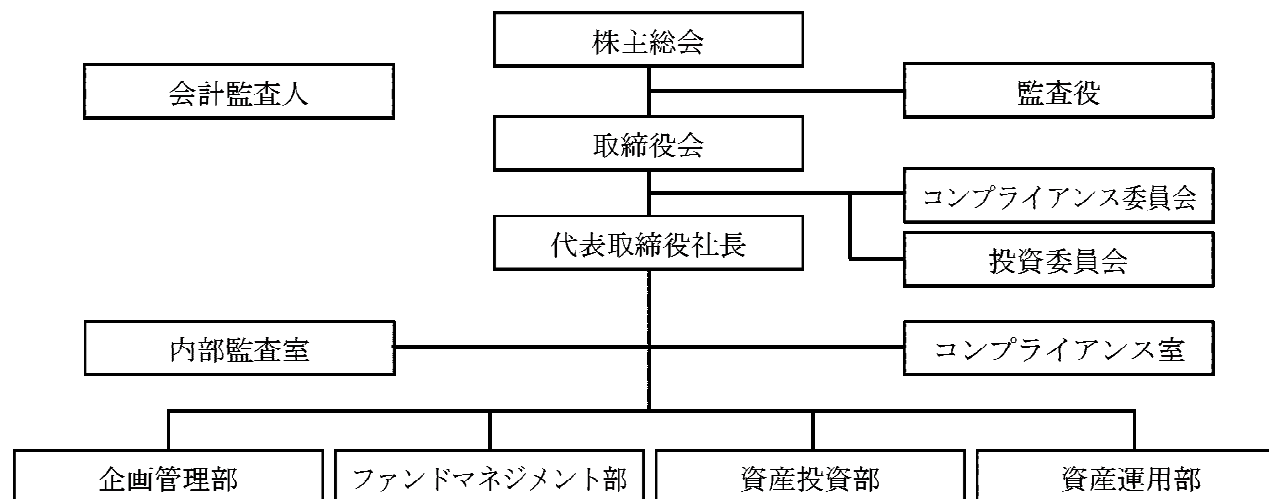 株主総会
会計監査人
監査役
取締役会
コンプライアンス委員会
代表取締役社長
投資委員会
内部監査室
コンプライアンス室
企画管理部
ファンドマネジメント部
資産投資部
資産運用部